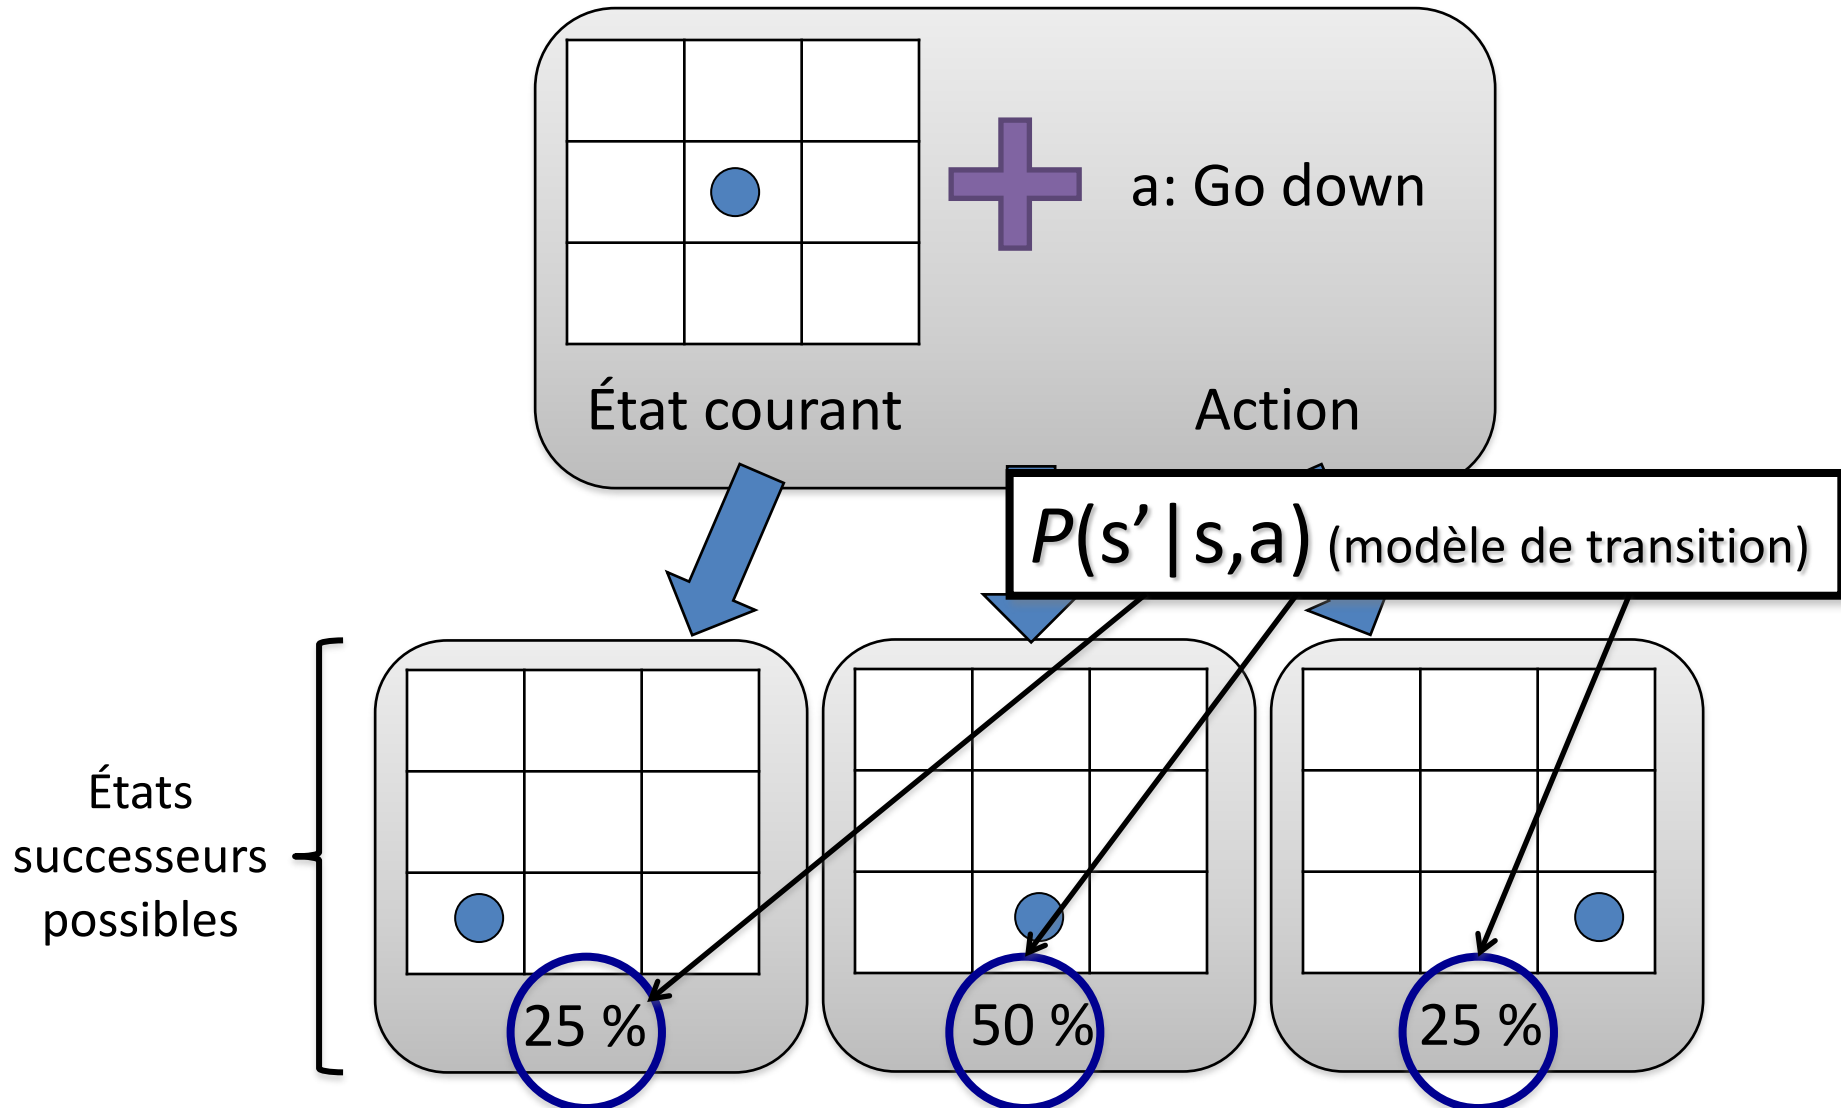 a: Go down
État courant
Action
P(s’|s,a) (modèle de transition)
États
successeurs
possibles
25 %
50 %
25 %